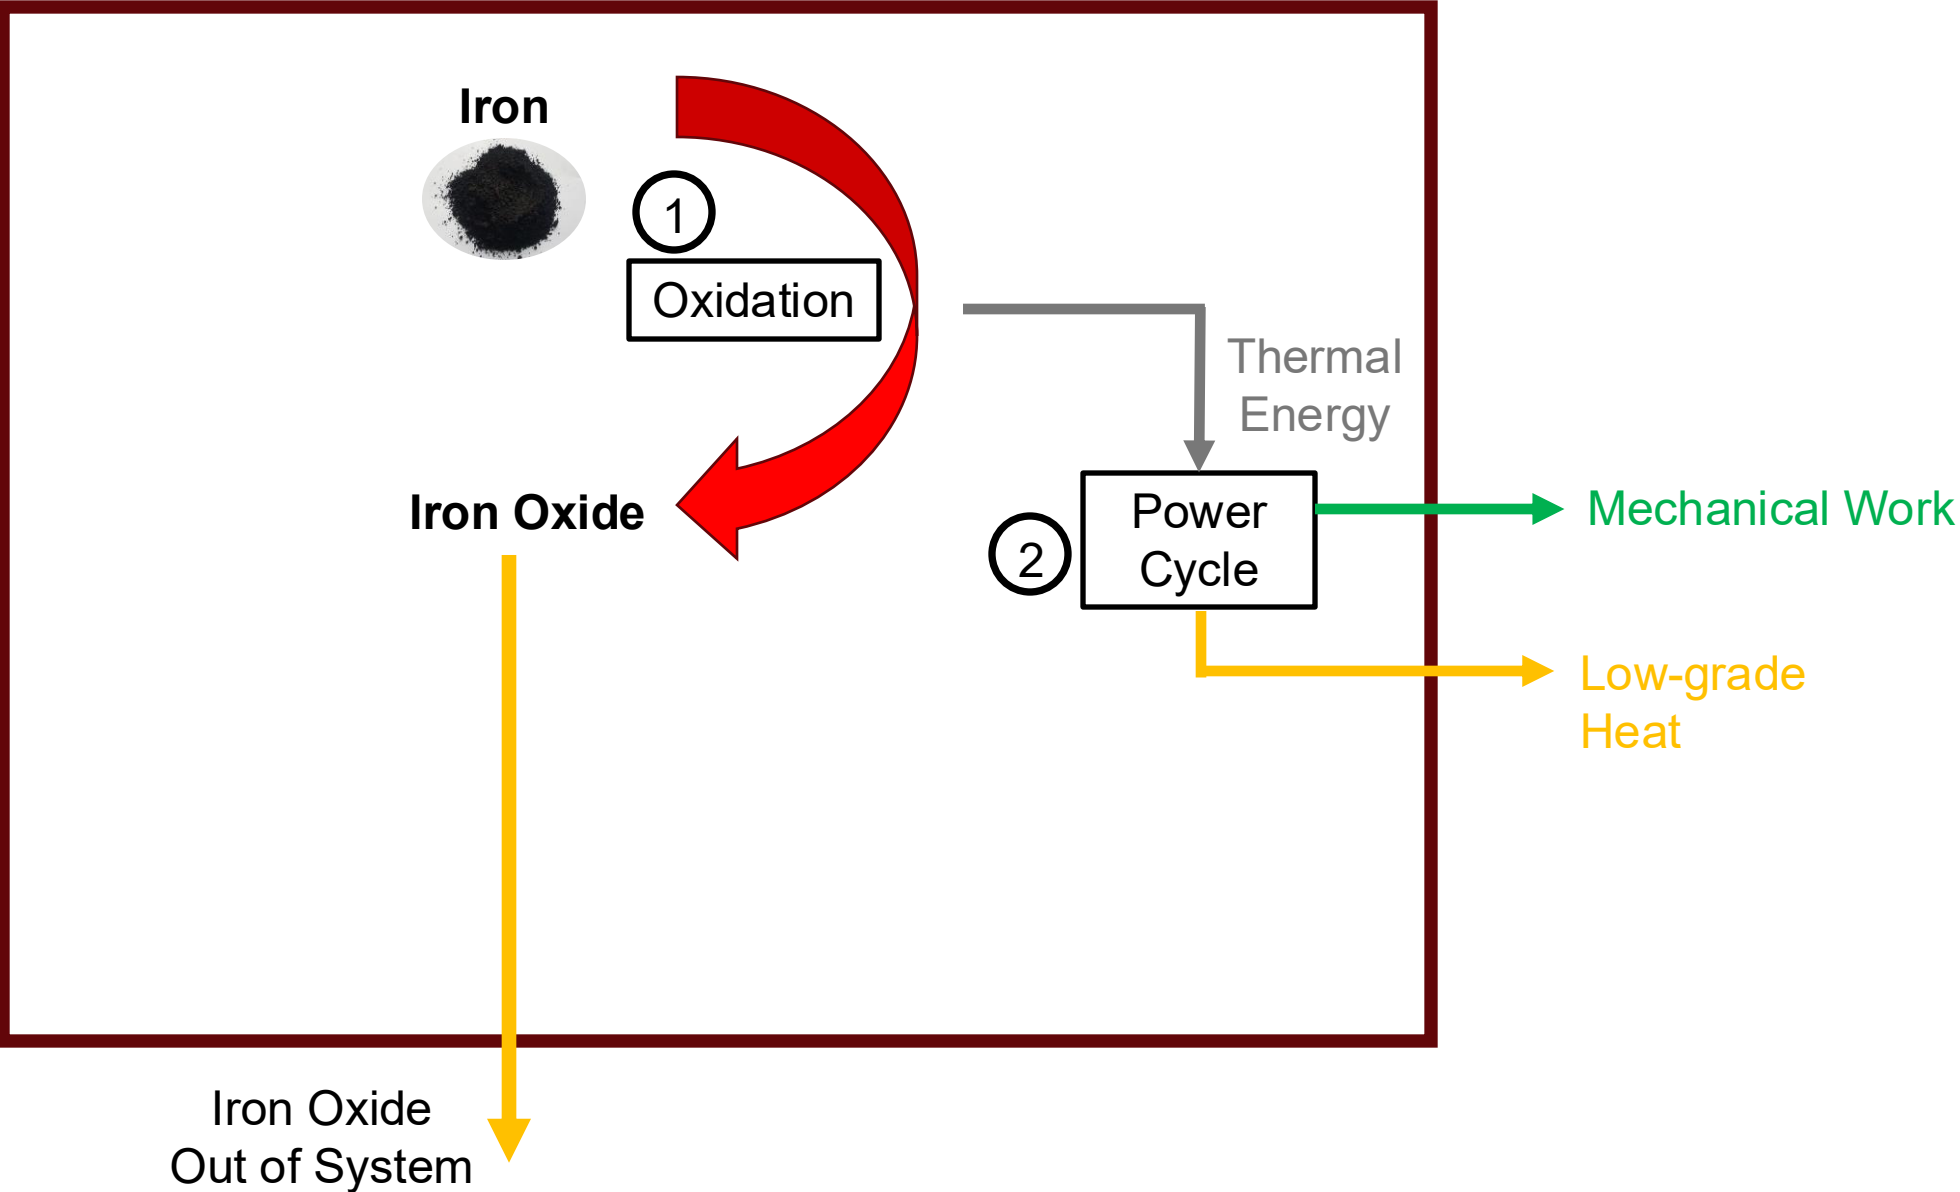 Iron
1
Oxidation
Thermal
Energy
Iron Oxide
2
Power
Cycle
Mechanical Work
Low-grade
Heat
Iron Oxide
Out of System